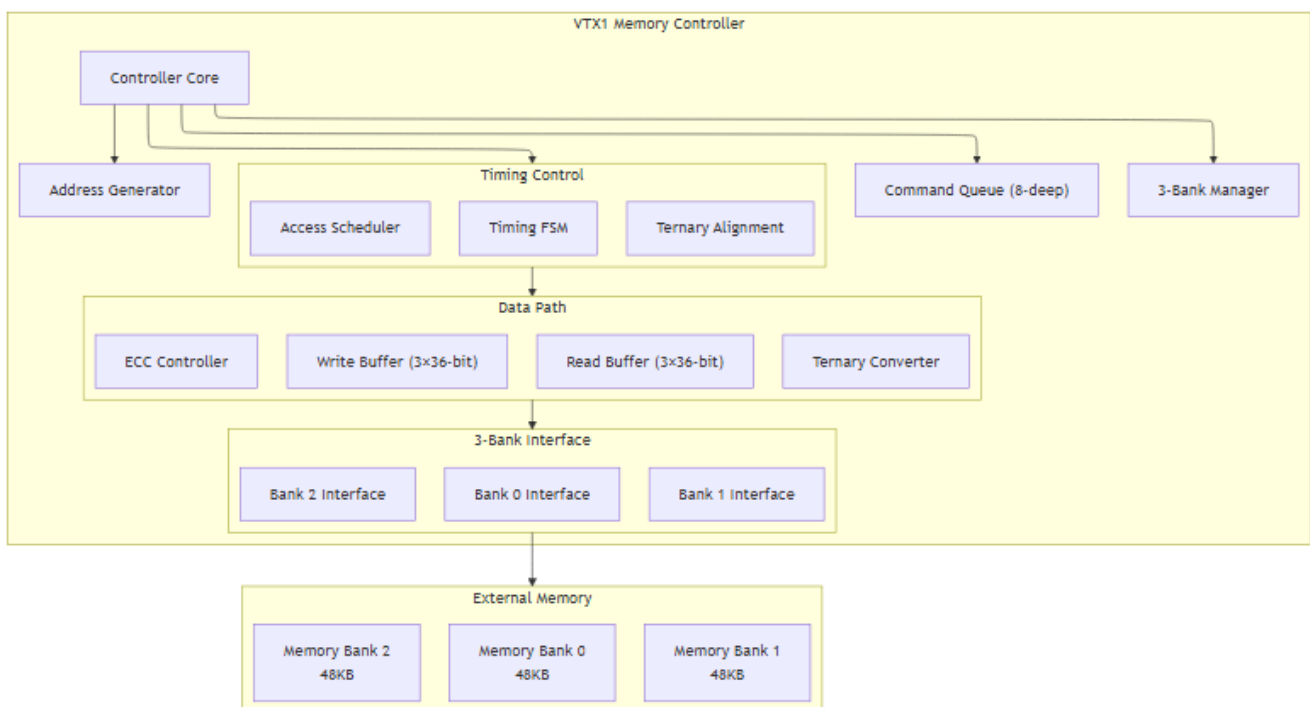 VTX1 Memory Controller
Controller Core
Address Generator
Timing Control
Access Scheduler
Timing FSM
Ternary Alignment
Command Queue (8-deep)
3-Bank Manager
Data Path
ECC Controller
Write Buffer (3×36-bit)
Read Buffer (3×36-bit)
Ternary Converter
3-Bank Interface
Bank 2 Interface
Bank 0 Interface
Bank 1 Interface
External Memory
Memory Bank 2
48KB
Memory Bank 0
48KB
Memory Bank 1
48KB